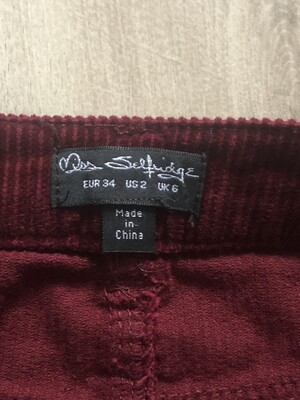 Miss Selfridge
EUR 34 US 2 UK 6
Made
in
China